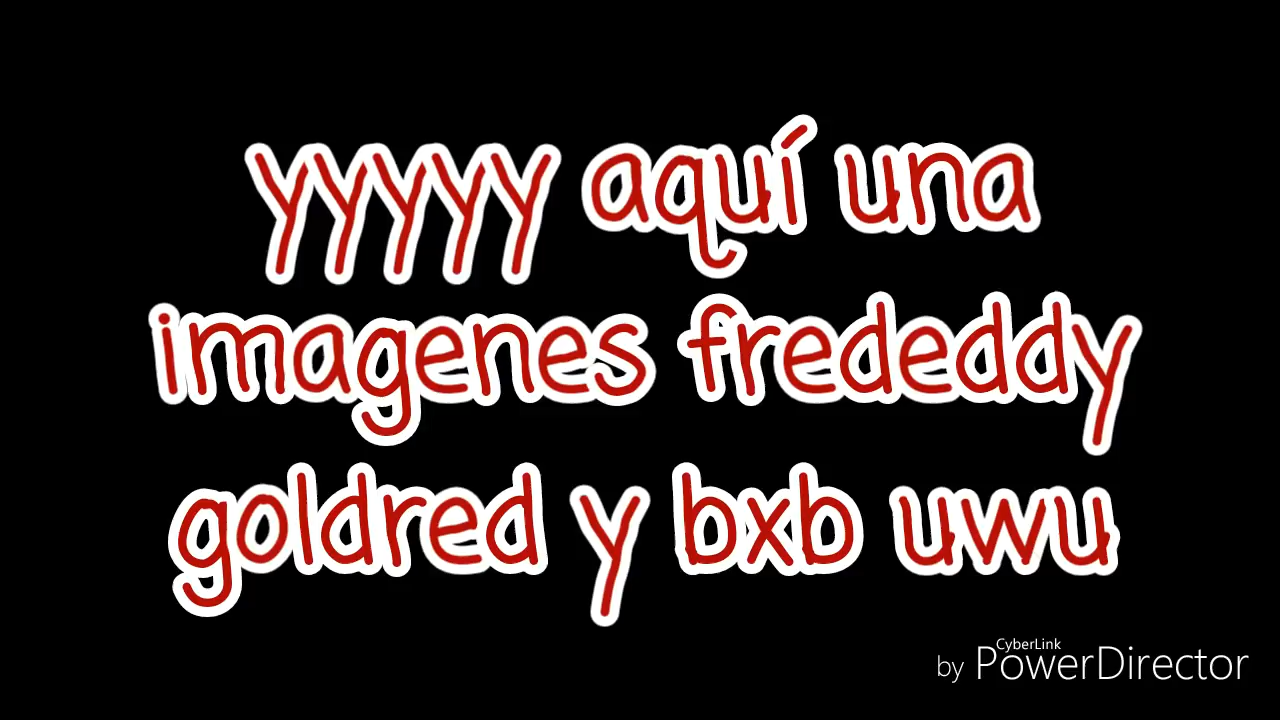 yyyyy aquí una
imagenes frededdy
goldred y bxb uwu
CyberLink
by PowerDirector